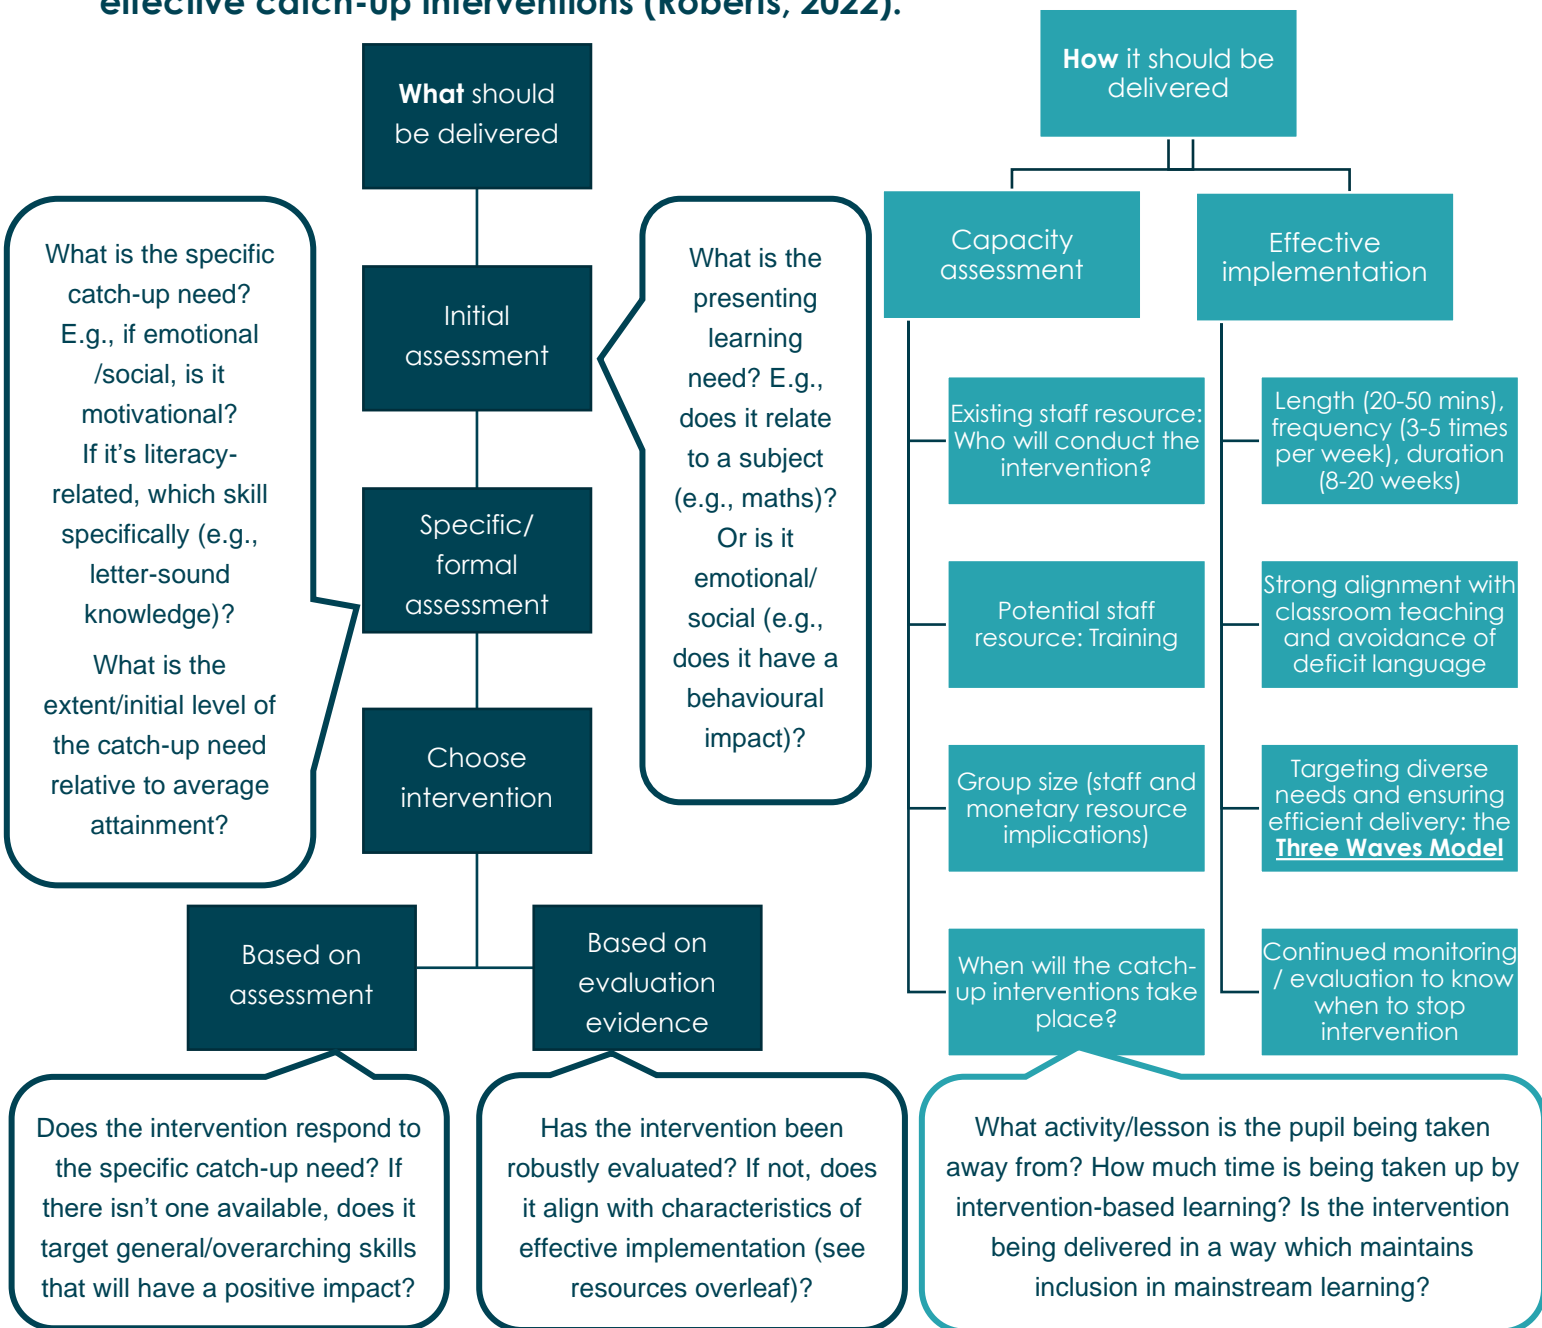 effective catch-up interventions (Roberts, 2022).
What should
be delivered
Initial
assessment
What is the
presenting
learning
need? E.g.,
does it relate
to a subject
(e.g., maths)?
Or is it
emotional/
social (e.g.,
does it have a
behavioural
impact)?
Specific/
formal
assessment
What is the specific
catch-up need?
E.g., if emotional
/social, is it
motivational?
If it’s literacy-
related, which skill
specifically (e.g.,
letter-sound
knowledge)?
What is the
extent/initial level of
the catch-up need
relative to average
attainment?
Choose
intervention
Based on
assessment
Does the intervention respond to
the specific catch-up need? If
there isn’t one available, does it
target general/overarching skills
that will have a positive impact?
Based on
evaluation
evidence
Has the intervention been
robustly evaluated? If not, does
it align with characteristics of
effective implementation (see
resources overleaf)?
How it should be
delivered
Capacity
assessment
Existing staff resource:
Who will conduct the
intervention?
Potential staff
resource: Training
Group size (staff and
monetary resource
implications)
When will the catch-
up interventions take
place?
What activity/lesson is the pupil being taken
away from? How much time is being taken up by
intervention-based learning? Is the intervention
being delivered in a way which maintains
inclusion in mainstream learning?
Effective
implementation
Length (20-50 mins),
frequency (3-5 times
per week), duration
(8-20 weeks)
Strong alignment with
classroom teaching
and avoidance of
deficit language
Targeting diverse
needs and ensuring
efficient delivery: the
Three Waves Model
Continued monitoring
/ evaluation to know
when to stop
intervention